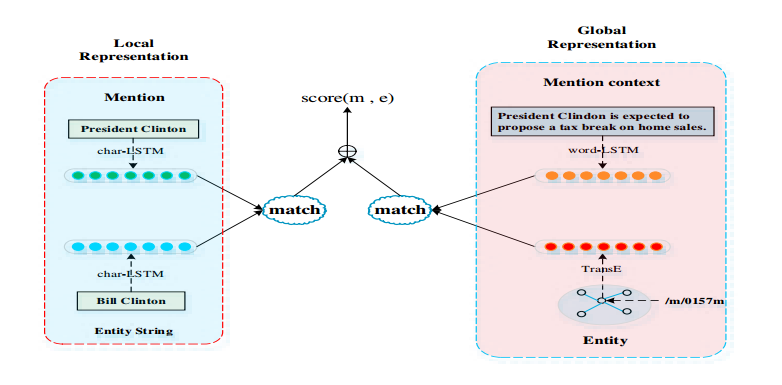 Local
Representation
Mention
President Clinton
char-LSTM
char-LSTM
Bill Clinton
Entity String
score(m , e)
match
match
Global
Representation
Mention context
President Clindon is expected to
propose a tax break on home sales.
word-LSTM
TransE
/m/0157m
Entity